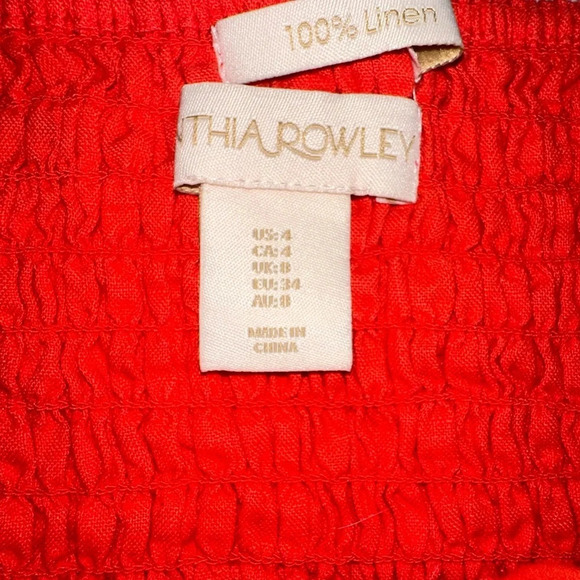 100% Linen
THIA ROWLEY
US: 4
CA: 4
UK: 8
EU: 34
AU: 8
MADE IN
CHINA